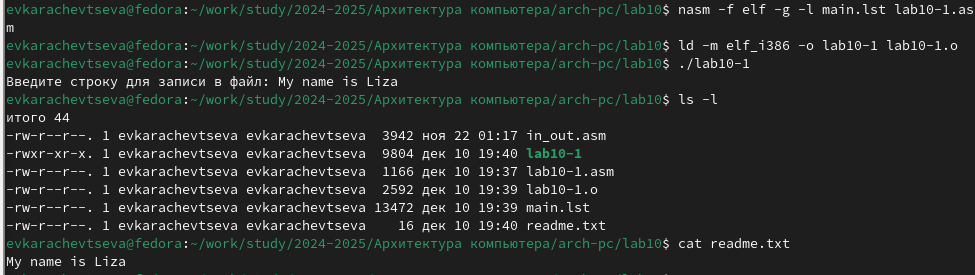 evkarachevtseva@fedora:~/work/study/2024-2025/Архитектура компьютера/arch-pc/lab10$ nasm -f elf -g -l main.lst lab10-1.as
m
evkarachevtseva@fedora:~/work/study/2024-2025/Архитектура компьютера/arch-pc/lab10$ ld -m elf_i386 -o lab10-1 lab10-1.o
evkarachevtseva@fedora:~/work/study/2024-2025/Архитектура компьютера/arch-pc/lab10$ ./lab10-1
Введите строку для записи в файл: My name is Liza
evkarachevtseva@fedora:~/work/study/2024-2025/Архитектура компьютера/arch-pc/lab10$ ls -l
итого 44
-rw-r--r--. 1 evkarachevtseva evkarachevtseva  3942 ноя 22 01:17 in_out.asm
-rwxr-xr-x. 1 evkarachevtseva evkarachevtseva  9804 дек 10 19:40 lab10-1
-rw-r--r--. 1 evkarachevtseva evkarachevtseva  1166 дек 10 19:37 lab10-1.asm
-rw-r--r--. 1 evkarachevtseva evkarachevtseva  2592 дек 10 19:39 lab10-1.o
-rw-r--r--. 1 evkarachevtseva evkarachevtseva 13472 дек 10 19:39 main.lst
-rw-r--r--. 1 evkarachevtseva evkarachevtseva    16 дек 10 19:40 readme.txt
evkarachevtseva@fedora:~/work/study/2024-2025/Архитектура компьютера/arch-pc/lab10$ cat readme.txt
My name is Liza